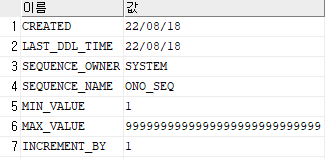 이름 값
1 CREATED 22/08/18
2 LAST_DDL_TIME 22/08/18
3 SEQUENCE_OWNER SYSTEM
4 SEQUENCE_NAME ONO_SEQ
5 MIN_VALUE 1
6 MAX_VALUE 9999999999999999999999999999
7 INCREMENT_BY 1